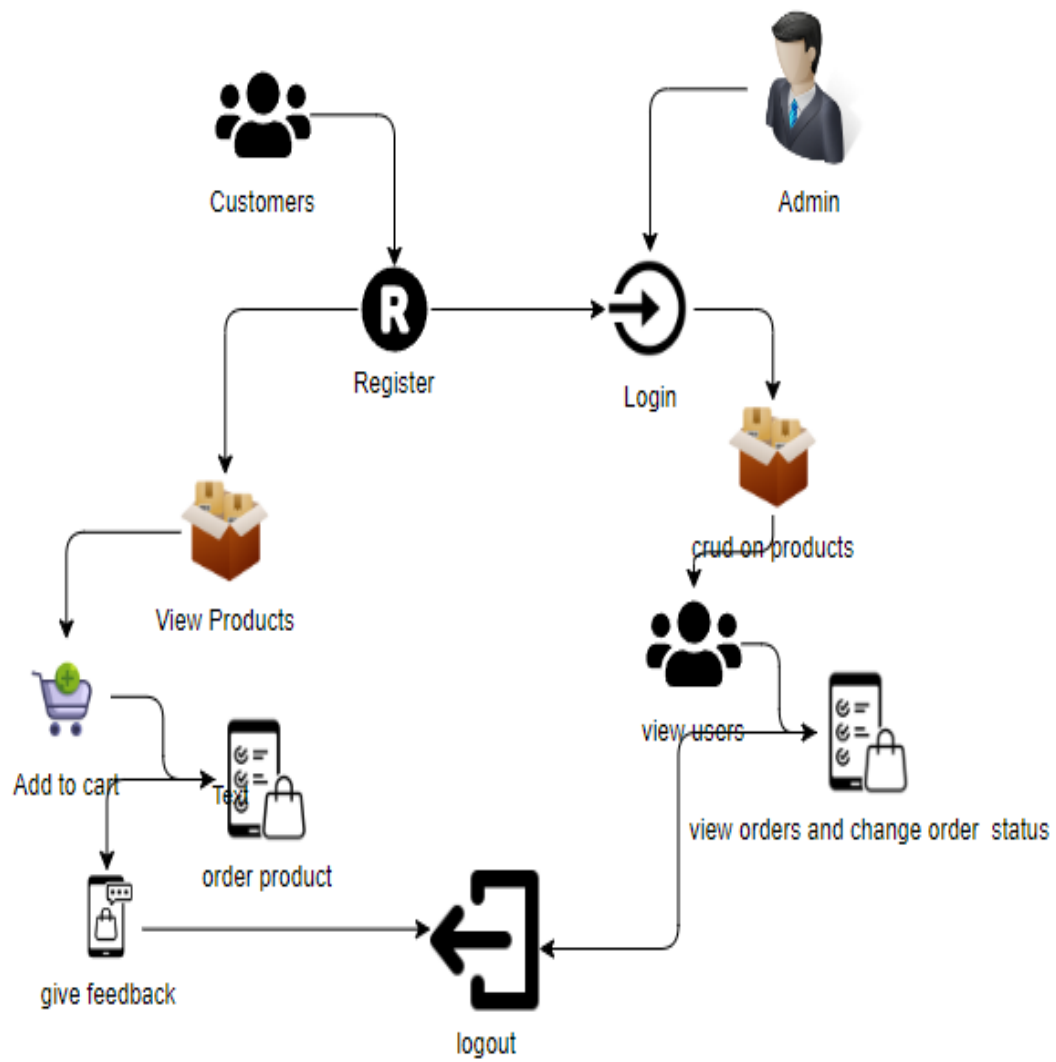 Customers
Admin
R
Register
Login
crud on products
View Products
view users
Add to cart
Text
view orders and change order  status
order product
give feedback
logout